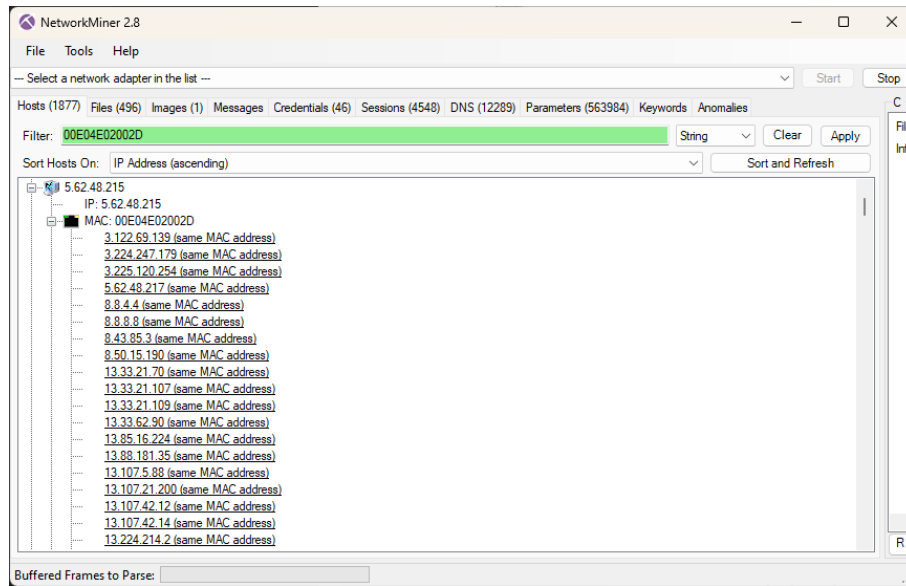 NetworkMiner 2.8
File Tools Help
--- Select a network adapter in the list ---
Start
Stop
Hosts (1877) Files (496) Images (1) Messages Credentials (46) Sessions (4548) DNS (12289) Parameters (563984) Keywords Anomalies
C
Filter: 00E04E02002D String Clear Apply
Sort Hosts On: IP Address (ascending) Sort and Refresh
5.62.48.215
IP: 5.62.48.215
MAC: 00E04E02002D
3.122.69.139 (same MAC address)
3.224.247.179 (same MAC address)
3.225.120.254 (same MAC address)
5.62.48.217 (same MAC address)
8.8.4.4 (same MAC address)
8.8.8.8 (same MAC address)
8.43.85.3 (same MAC address)
8.50.15.190 (same MAC address)
13.33.21.70 (same MAC address)
13.33.21.107 (same MAC address)
13.33.21.109 (same MAC address)
13.33.62.90 (same MAC address)
13.85.16.224 (same MAC address)
13.88.181.35 (same MAC address)
13.107.5.88 (same MAC address)
13.107.21.200 (same MAC address)
13.107.42.12 (same MAC address)
13.107.42.14 (same MAC address)
13.224.214.2 (same MAC address)
R
Buffered Frames to Parse: